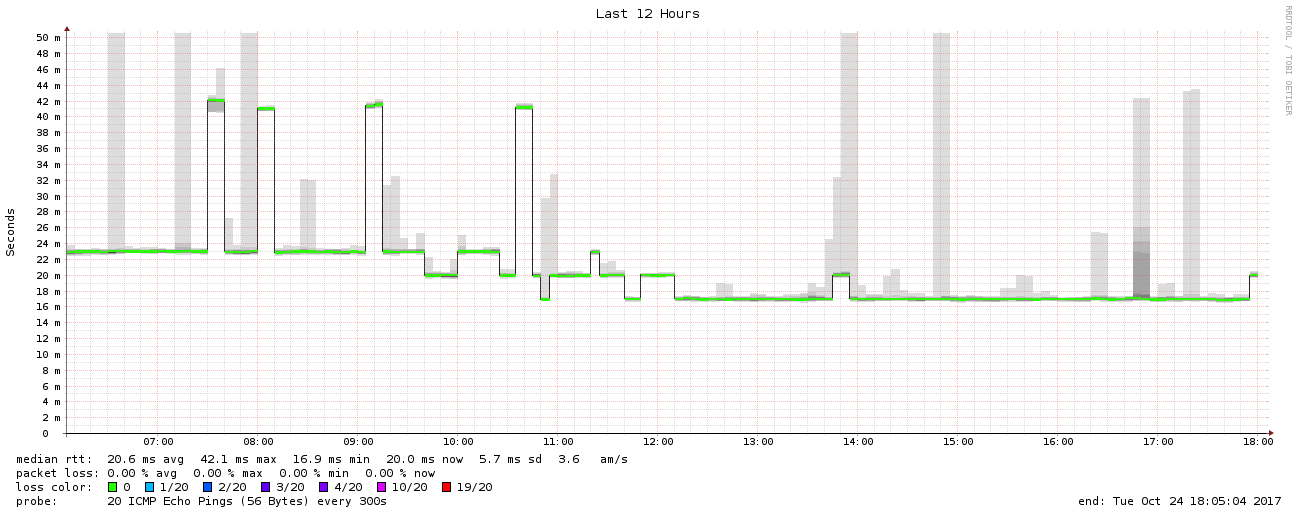 Last 12 Hours
RRDTOOL / TOBI OETIKER
Seconds
50 m
48 m
46 m
44 m
42 m
40 m
38 m
36 m
34 m
32 m
30 m
28 m
26 m
24 m
22 m
20 m
18 m
16 m
14 m
12 m
10 m
8 m
6 m
4 m
2 m
0
07:00 08:00 09:00 10:00 11:00 12:00 13:00 14:00 15:00 16:00 17:00 18:00
median rtt: 20.6 ms avg 42.1 ms max 16.9 ms min 20.0 ms now 5.7 ms sd 3.6 am/s
packet loss: 0.00 % avg 0.00 % max 0.00 % min 0.00 % now
loss color: 0 1/20 2/20 3/20 4/20 10/20 19/20
probe: 20 ICMP Echo Pings (56 Bytes) every 300s end: Tue Oct 24 18:05:04 2017